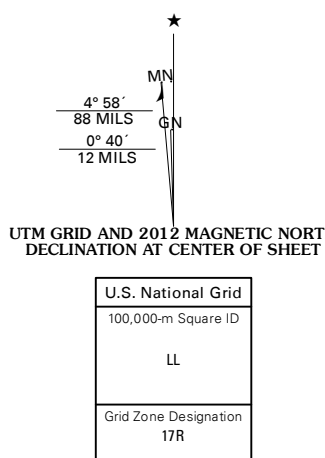 MN
4° 58´
88 MILS
GN
0° 40´
12 MILS
UTM GRID AND 2012 MAGNETIC NORT
DECLINATION AT CENTER OF SHEET
U.S. National Grid
100,000-m Square ID
LL
Grid Zone Designation
17R